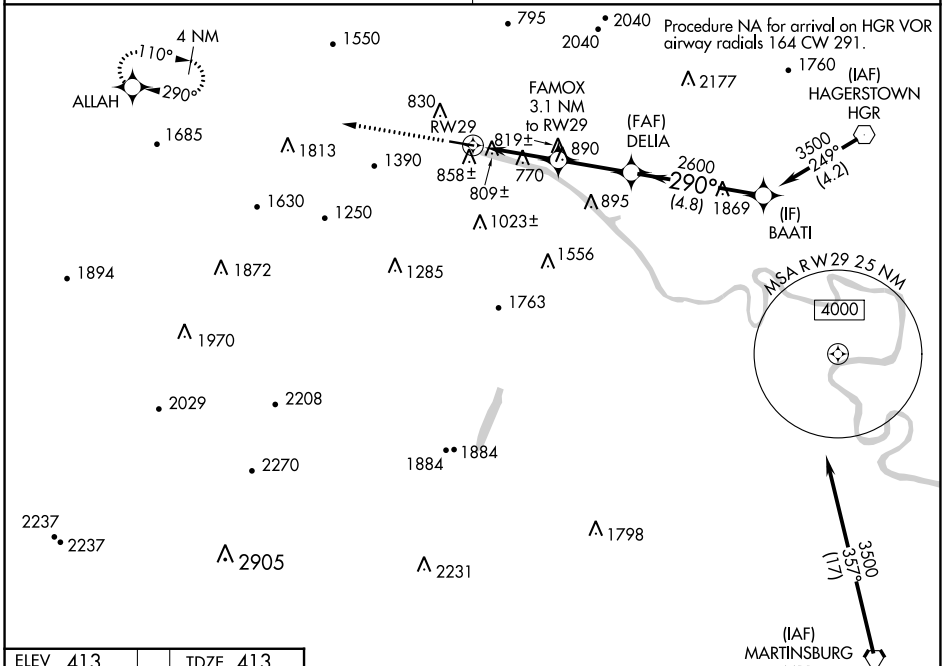 Procedure NA for arrival on HGR VOR
airway radials 164 CW 291.
795
2040
2040
1550
4 NM
110°
290°
ALLAH
1685
1813
1390
1630
1250
830
RW29
FAMOX
3.1 NM
to RW29
819±
890
858±
809±
770
(FAF)
DELIA
2177
1760
(IAF)
HAGERSTOWN
HGR
3500
249°
(4.2)
2600
290°
(4.8)
1869
(IF)
BAATI
895
1023±
1894
1872
1285
1556
1763
1970
2029
2208
2270
1884
1884
2237
2237
2905
2231
1798
MSA RW29 25 NM
4000
3500
357°
(17)
(IAF)
MARTINSBURG
ELEV 413
TDZE 413